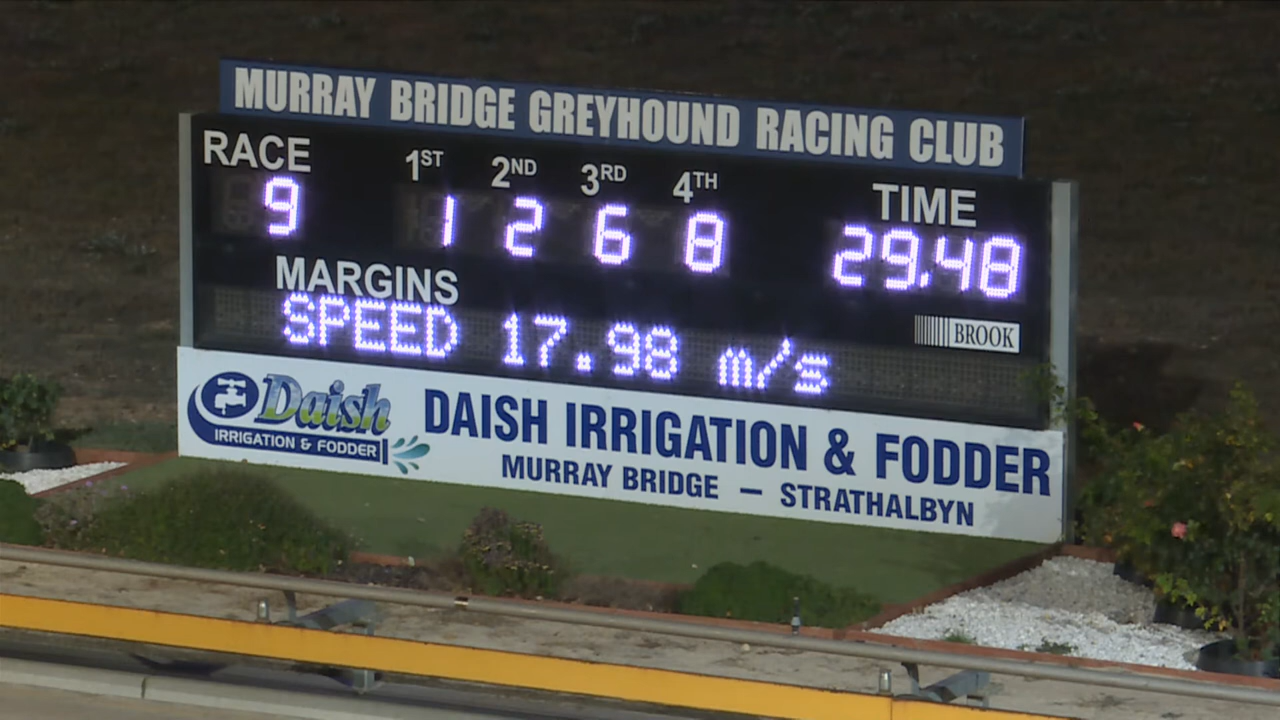 MURRAY BRIDGE GREYHOUND RACING CLUB
RACE 1ST 2ND 3RD 4TH TIME
9 1 2 6 8 29.48
MARGINS
SPEED 17.98 m/s
BROOK
Daish
IRRIGATION & FODDER
DAISH IRRIGATION & FODDER
MURRAY BRIDGE — STRATHALBYN